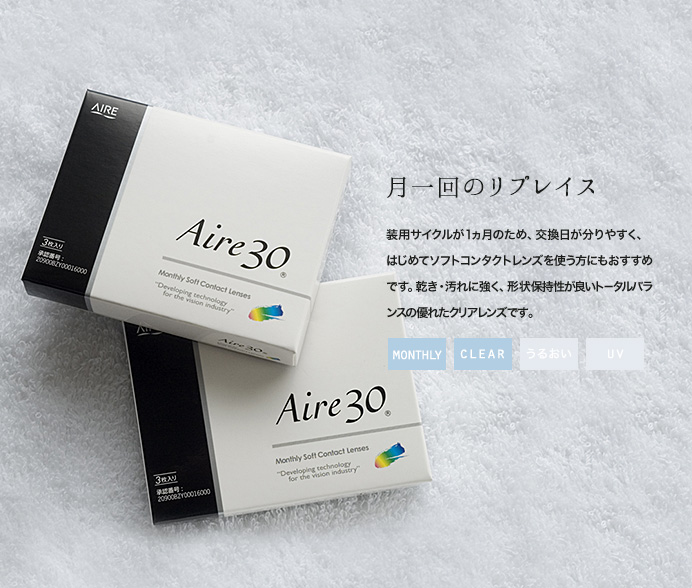 AIRE
3枚入り
承認番号:
20900BZY00016000
Aire30®
Monthly Soft Contact Lenses
"Developing technology
for the vision industry"
月一回のリプレイス
装用サイクルが1ヵ月のため、交換日が分りやすく、
はじめてソフトコンタクトレンズを使う方にもおすすめ
です。乾き・汚れに強く、形状保持性が良いトータルバラ
ンスの優れたクリアレンズです。
MONTHLY CLEAR うるおい UV
AIRE
Aire30
Aire30®
Monthly Soft Contact Lenses
"Developing technology
for the vision industry"
3枚入り
承認番号:
20900BZY00016000